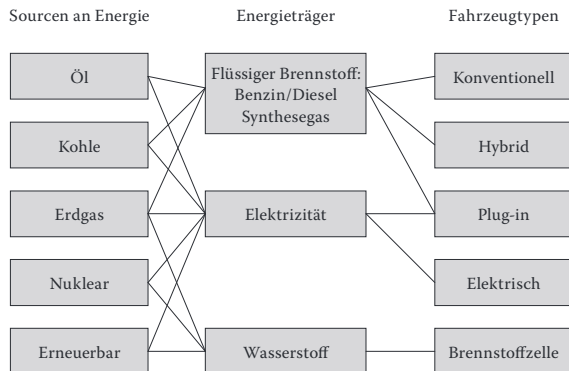 Sourcen an Energie
Energieträger
Fahrzeugtypen
Öl
Kohle
Erdgas
Nuklear
Erneuerbar
Flüssiger Brennstoff:
Benzin/Diesel
Synthesegas
Elektrizität
Wasserstoff
Konventionell
Hybrid
Plug-in
Elektrisch
Brennstoffzelle